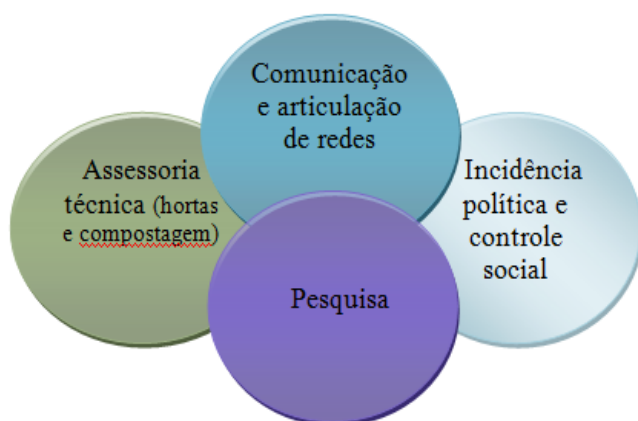 Comunicação
e articulação
de redes
Assessoria
técnica (hortas
e compostagem)
Incidência
política e
controle
social
Pesquisa